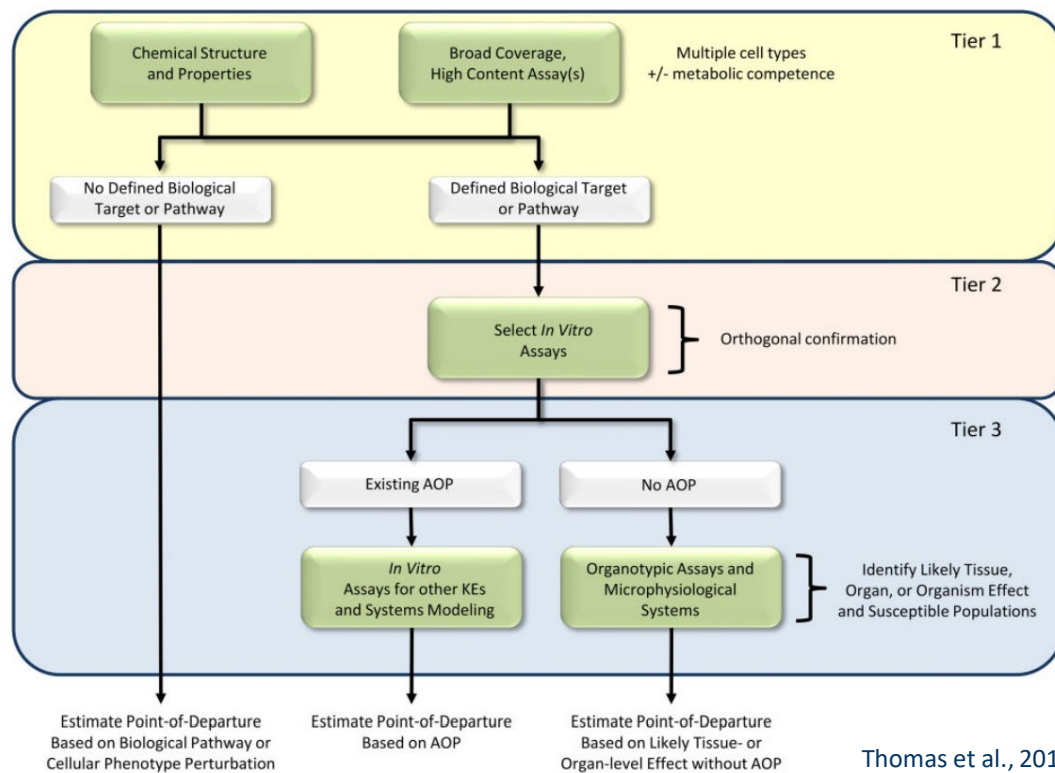 Tier 1
Chemical Structure
and Properties
Broad Coverage,
High Content Assay(s)
Multiple cell types
+/- metabolic competence
No Defined Biological
Target or Pathway
Defined Biological Target
or Pathway
Tier 2
Select In Vitro
Assays
Orthogonal confirmation
Tier 3
Existing AOP
No AOP
In Vitro
Assays for other KEs
and Systems Modeling
Organotypic Assays and
Microphysiological
Systems
Identify Likely Tissue,
Organ, or Organism Effect
and Susceptible Populations
Estimate Point-of-Departure
Based on Biological Pathway or
Cellular Phenotype Perturbation
Estimate Point-of-Departure
Based on AOP
Estimate Point-of-Departure
Based on Likely Tissue- or
Organ-level Effect without AOP
Thomas et al., 201